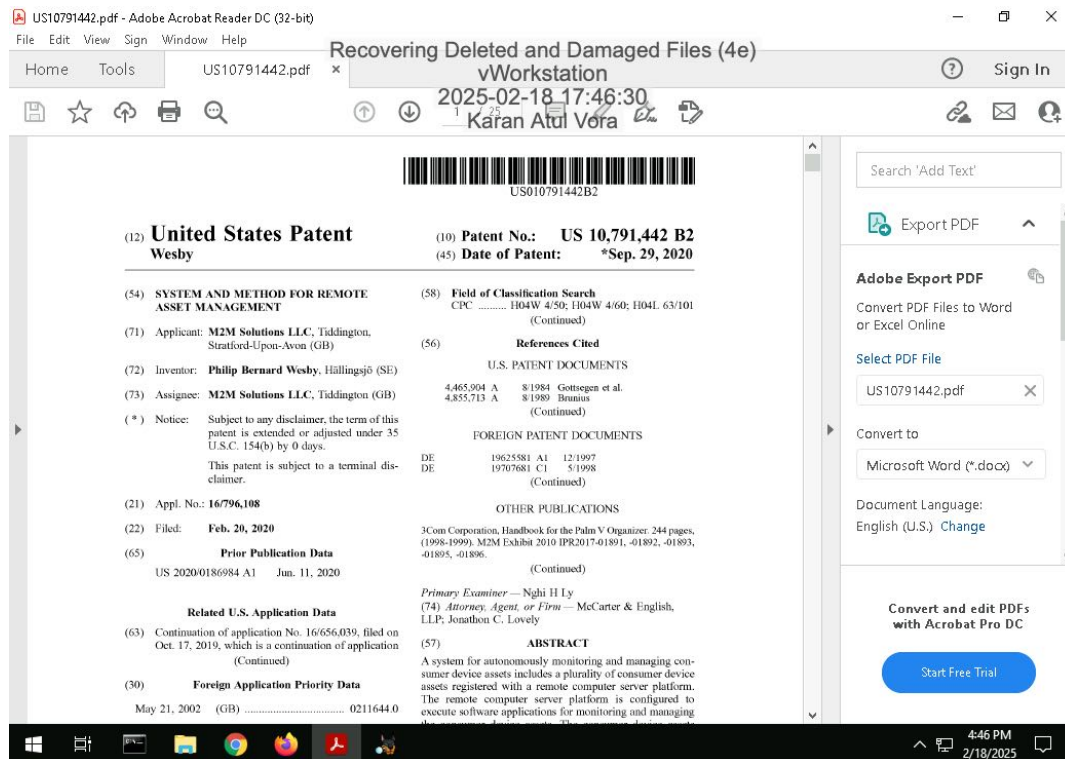 US10791442.pdf - Adobe Acrobat Reader DC (32-bit)
File Edit View Sign Window Help
Recovering Deleted and Damaged Files (4e)
vWorkstation
2025-02-18 17:46:30
Karan Atul Vora
Home Tools US10791442.pdf × Sign In
1 / 25
US010791442B2
(12) United States Patent
Wesby
(10) Patent No.: US 10,791,442 B2
(45) Date of Patent: *Sep. 29, 2020
(54) SYSTEM AND METHOD FOR REMOTE
ASSET MANAGEMENT
(71) Applicant: M2M Solutions LLC, Tiddington,
Stratford-Upon-Avon (GB)
(72) Inventor: Philip Bernard Wesby, Hällingsjö (SE)
(73) Assignee: M2M Solutions LLC, Tiddington (GB)
( * ) Notice: Subject to any disclaimer, the term of this
patent is extended or adjusted under 35
U.S.C. 154(b) by 0 days.
This patent is subject to a terminal dis-
claimer.
(21) Appl. No.: 16/796,108
(22) Filed: Feb. 20, 2020
(65) Prior Publication Data
US 2020/0186984 A1 Jun. 11, 2020
Related U.S. Application Data
(63) Continuation of application No. 16/656,039, filed on
Oct. 17, 2019, which is a continuation of application
(Continued)
(30) Foreign Application Priority Data
May 21, 2002 (GB) .................................... 0211644.0
(58) Field of Classification Search
CPC .......... H04W 4/50; H04W 4/60; H04L 63/101
(Continued)
(56) References Cited
U.S. PATENT DOCUMENTS
4,465,904 A 8/1984 Gottsegen et al.
4,855,713 A 8/1989 Brunius
(Continued)
FOREIGN PATENT DOCUMENTS
DE 19625581 A1 12/1997
DE 19707681 C1 5/1998
(Continued)
OTHER PUBLICATIONS
3Com Corporation, Handbook for the Palm V Organizer. 244 pages,
(1998-1999). M2M Exhibit 2010 IPR2017-01891, -01892, -01893,
-01895, -01896.
(Continued)
Primary Examiner — Nghi H Ly
(74) Attorney, Agent, or Firm — McCarter & English,
LLP; Jonathon C. Lovely
(57) ABSTRACT
A system for autonomously monitoring and managing con-
sumer device assets includes a plurality of consumer device
assets registered with a remote computer server platform.
The remote computer server platform is configured to
execute software applications for monitoring and managing
Search 'Add Text'
Export PDF
Adobe Export PDF
Convert PDF Files to Word
or Excel Online
Select PDF File
US10791442.pdf
Convert to
Microsoft Word (*.docx)
Document Language:
English (U.S.) Change
Convert and edit PDFs
with Acrobat Pro DC
Start Free Trial
4:46 PM
2/18/2025